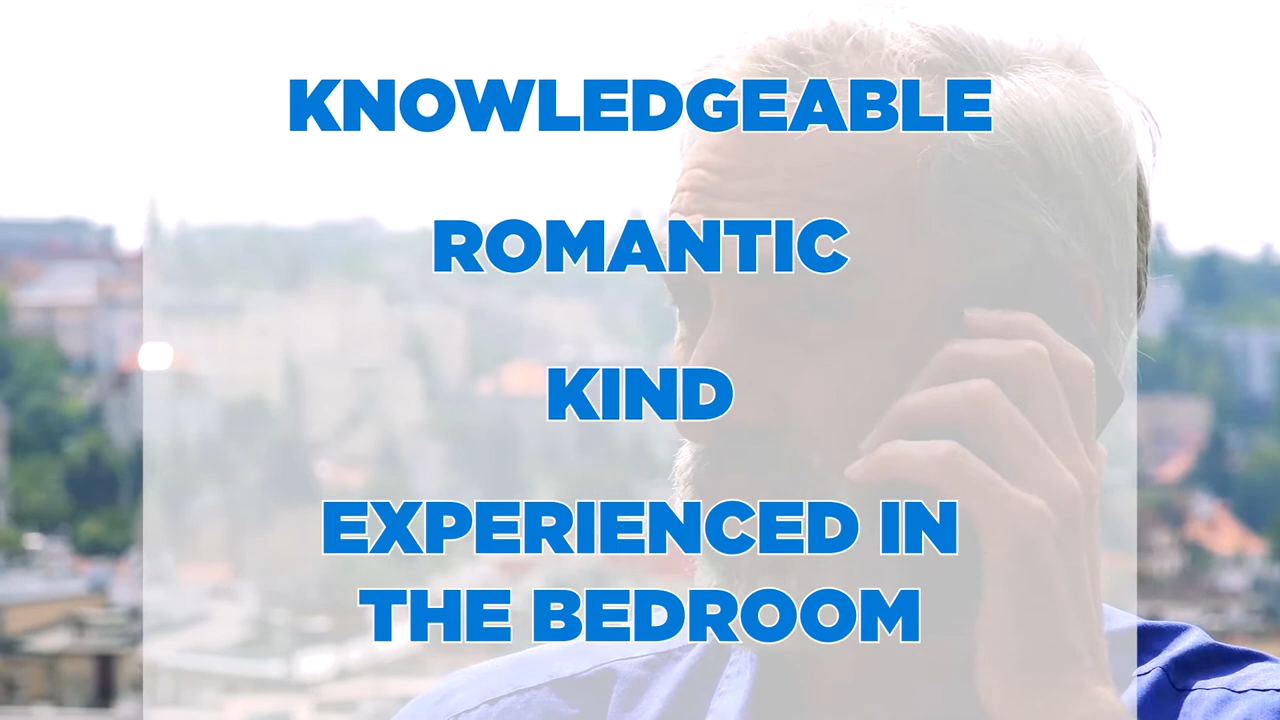 KNOWLEDGEABLE
ROMANTIC
KIND
EXPERIENCED IN
THE BEDROOM